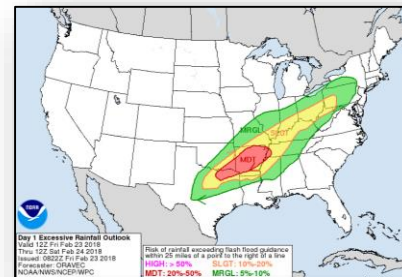 MRGL
SLGT
MDT
NOAA
Day 1 Excessive Rainfall Outlook
Valid 12Z Fri Feb 23 2018
Thru 12Z Sat Feb 24 2018
Issued: 0822Z Fri Feb 23 2018
Forecaster: ORAVEC
NOAA/NWS/NCEP/WPC
Risk of rainfall exceeding flash flood guidance
within 25 miles of a point to the right of a line
HIGH: > 50% SLGT: 10%-20%
MDT: 20%-50% MRGL: 5%-10%